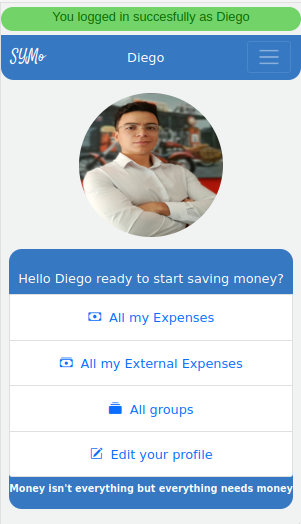 You logged in succesfully as Diego
SYMo
Diego
Hello Diego ready to start saving money?
All my Expenses
All my External Expenses
All groups
Edit your profile
Money isn't everything but everything needs money